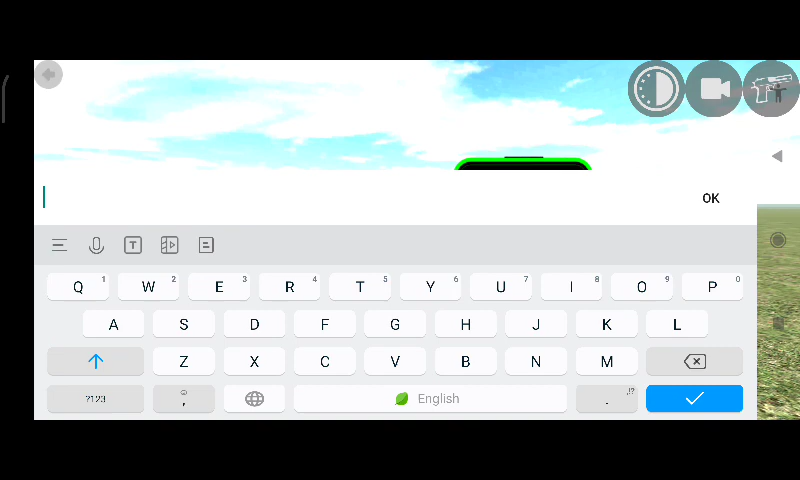 OK
Q 1 W 2 E 3 R 4 T 5 Y 6 U 7 I 8 O 9 P 0
A S D F G H J K L
Z X C V B N M
?123 , English . ,!?